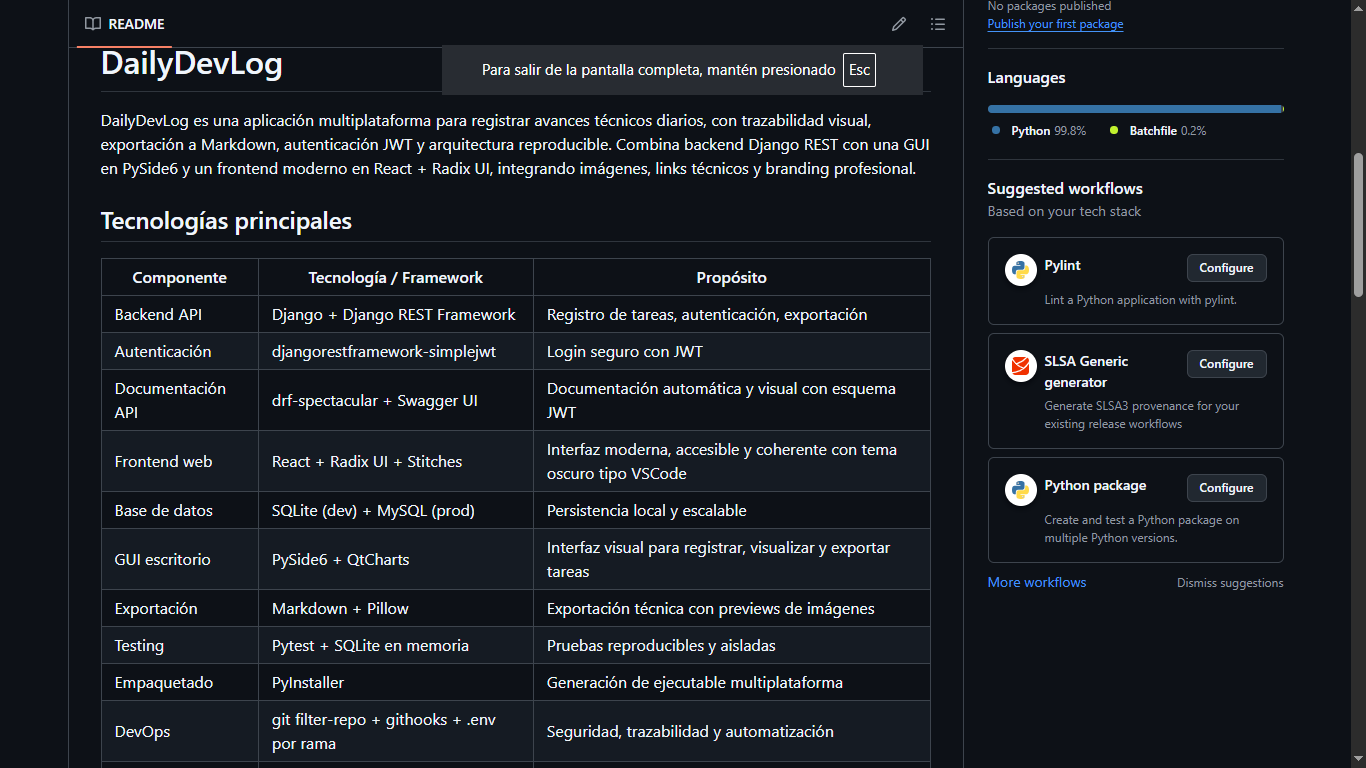 README
DailyDevLog
Para salir de la pantalla completa, mantén presionado Esc
DailyDevLog es una aplicación multiplataforma para registrar avances técnicos diarios, con trazabilidad visual,
exportación a Markdown, autenticación JWT y arquitectura reproducible. Combina backend Django REST con una GUI
en PySide6 y un frontend moderno en React + Radix UI, integrando imágenes, links técnicos y branding profesional.
Tecnologías principales
Componente Tecnología / Framework Propósito
Backend API Django + Django REST Framework Registro de tareas, autenticación, exportación
Autenticación djangorestframework-simplejwt Login seguro con JWT
Documentación
API
drf-spectacular + Swagger UI
Documentación automática y visual con esquema
JWT
Frontend web React + Radix UI + Stitches
Interfaz moderna, accesible y coherente con tema
oscuro tipo VSCode
Base de datos SQLite (dev) + MySQL (prod) Persistencia local y escalable
GUI escritorio PySide6 + QtCharts
Interfaz visual para registrar, visualizar y exportar
tareas
Exportación Markdown + Pillow Exportación técnica con previews de imágenes
Testing Pytest + SQLite en memoria Pruebas reproducibles y aisladas
Empaquetado PyInstaller Generación de ejecutable multiplataforma
DevOps
git filter-repo + githooks + .env
por rama
Seguridad, trazabilidad y automatización
No packages published
Publish your first package
Languages
Python 99.8% Batchfile 0.2%
Suggested workflows
Based on your tech stack
Pylint Configure
Lint a Python application with pylint.
SLSA Generic
generator
Configure
Generate SLSA3 provenance for your
existing release workflows
Python package Configure
Create and test a Python package on
multiple Python versions.
More workflows Dismiss suggestions